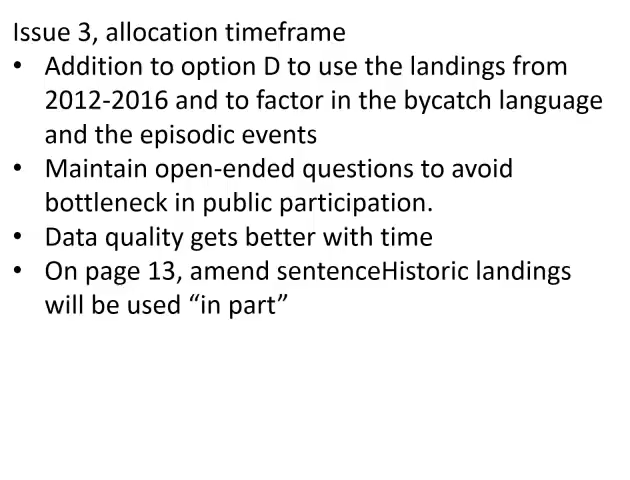 Issue 3, allocation timeframe
• Addition to option D to use the landings from
2012-2016 and to factor in the bycatch language
and the episodic events
• Maintain open-ended questions to avoid
bottleneck in public participation.
• Data quality gets better with time
• On page 13, amend sentenceHistoric landings
will be used “in part”